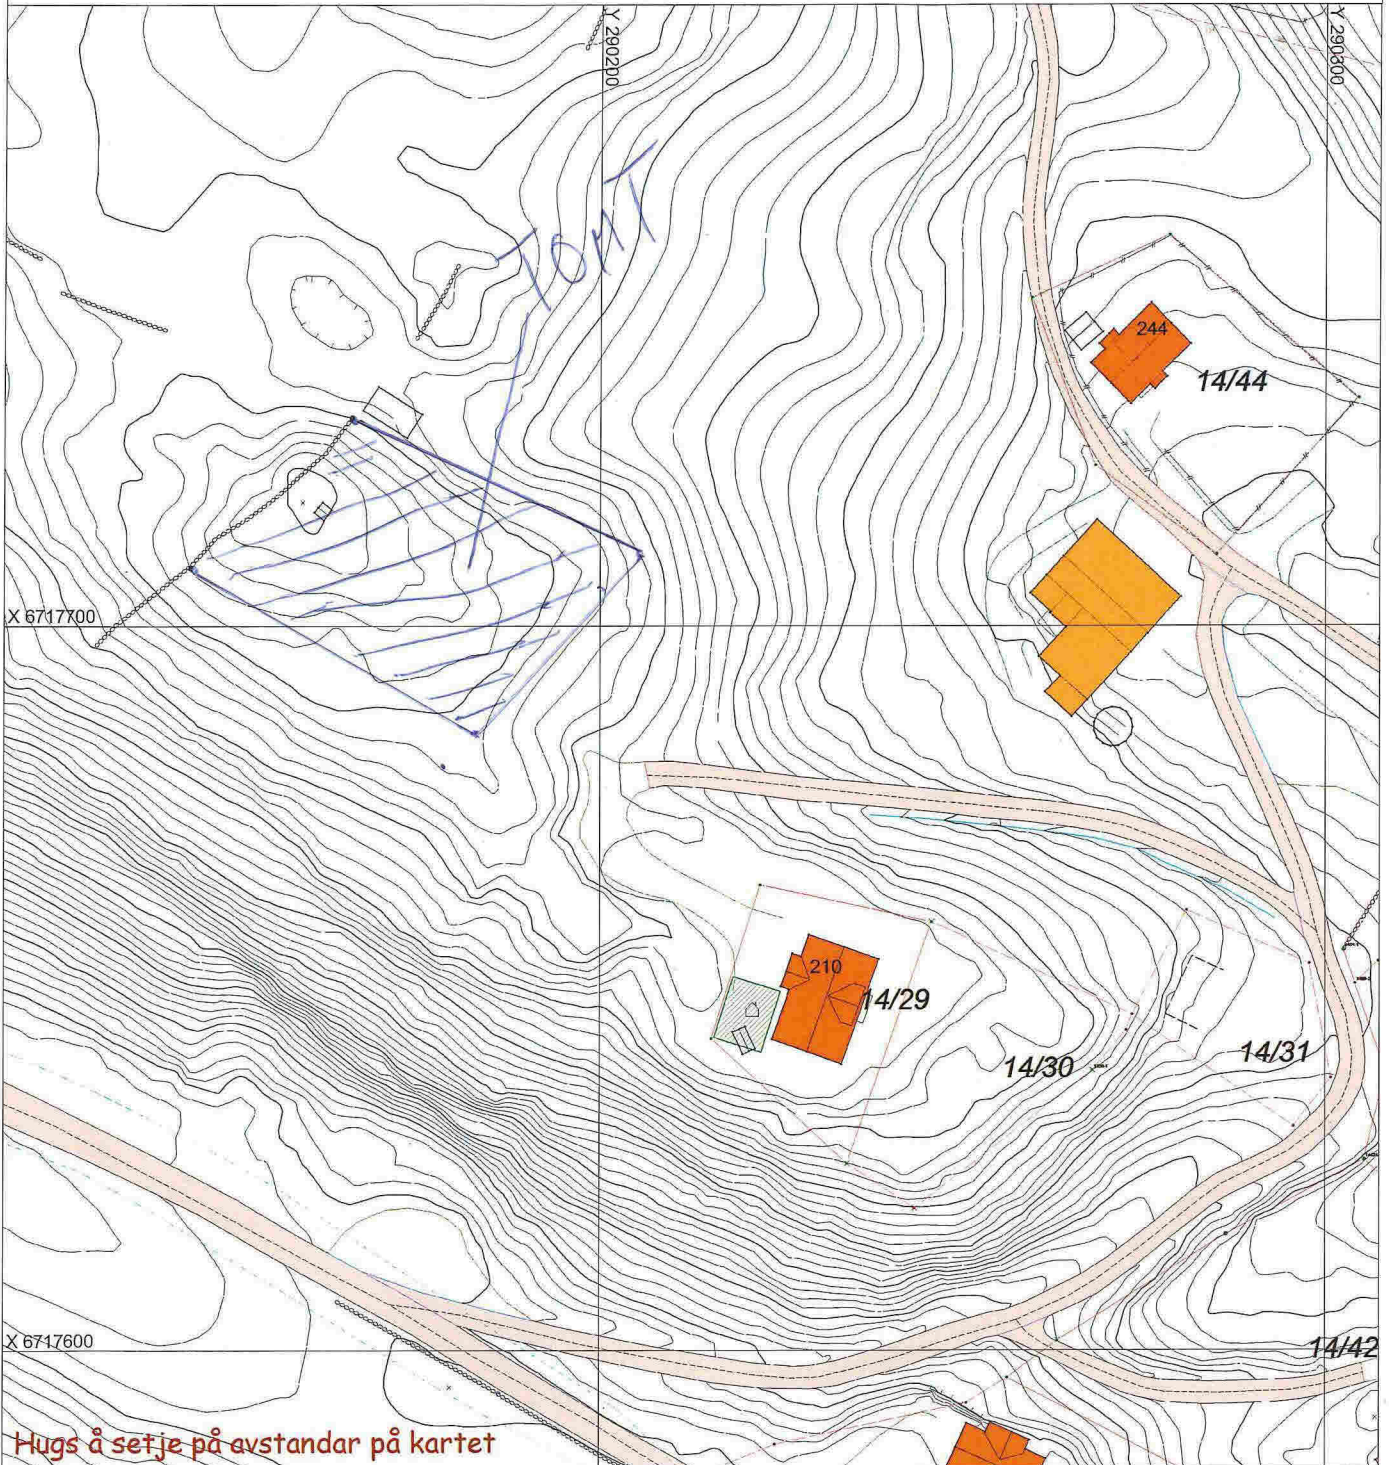 Y 290200
Y 290300
TOMT
244
14/44
X 6717700
210
14/29
14/30
14/31
X 6717600
14/42
Hugs å setje på avstandar på kartet